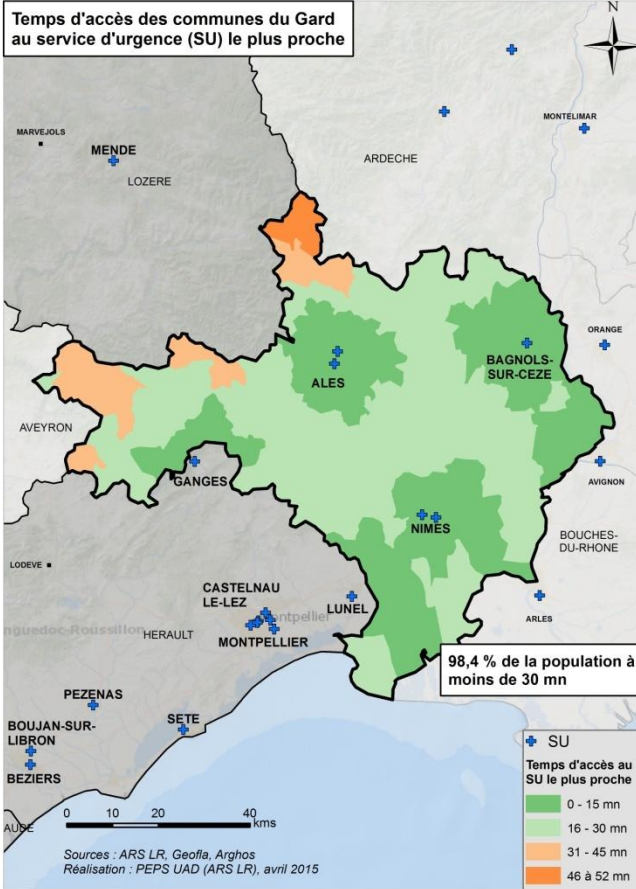 Temps d'accès des communes du Gard
au service d'urgence (SU) le plus proche
N
MARVEJOLS
MENDE
LOZERE
ARDECHE
MONTELIMAR
ORANGE
BAGNOLS-
SUR-CEZE
ALES
AVEYRON
GANGES
AVIGNON
NIMES
BOUCHES-
DU-RHONE
LODEVE
CASTELNAU
LE-LEZ
LUNEL
ARLES
nguedoc-Roussillon
HERAULT
MONTPELLIER
98,4 % de la population à
moins de 30 mn
PEZENAS
SETE
BOUJAN-SUR-
LIBRON
BEZIERS
AUDE
0 10 20 40
kms
SU
Temps d'accès au
SU le plus proche
0 - 15 mn
16 - 30 mn
31 - 45 mn
46 à 52 mn
Sources : ARS LR, Geofla, Arghos
Réalisation : PEPS UAD (ARS LR), avril 2015